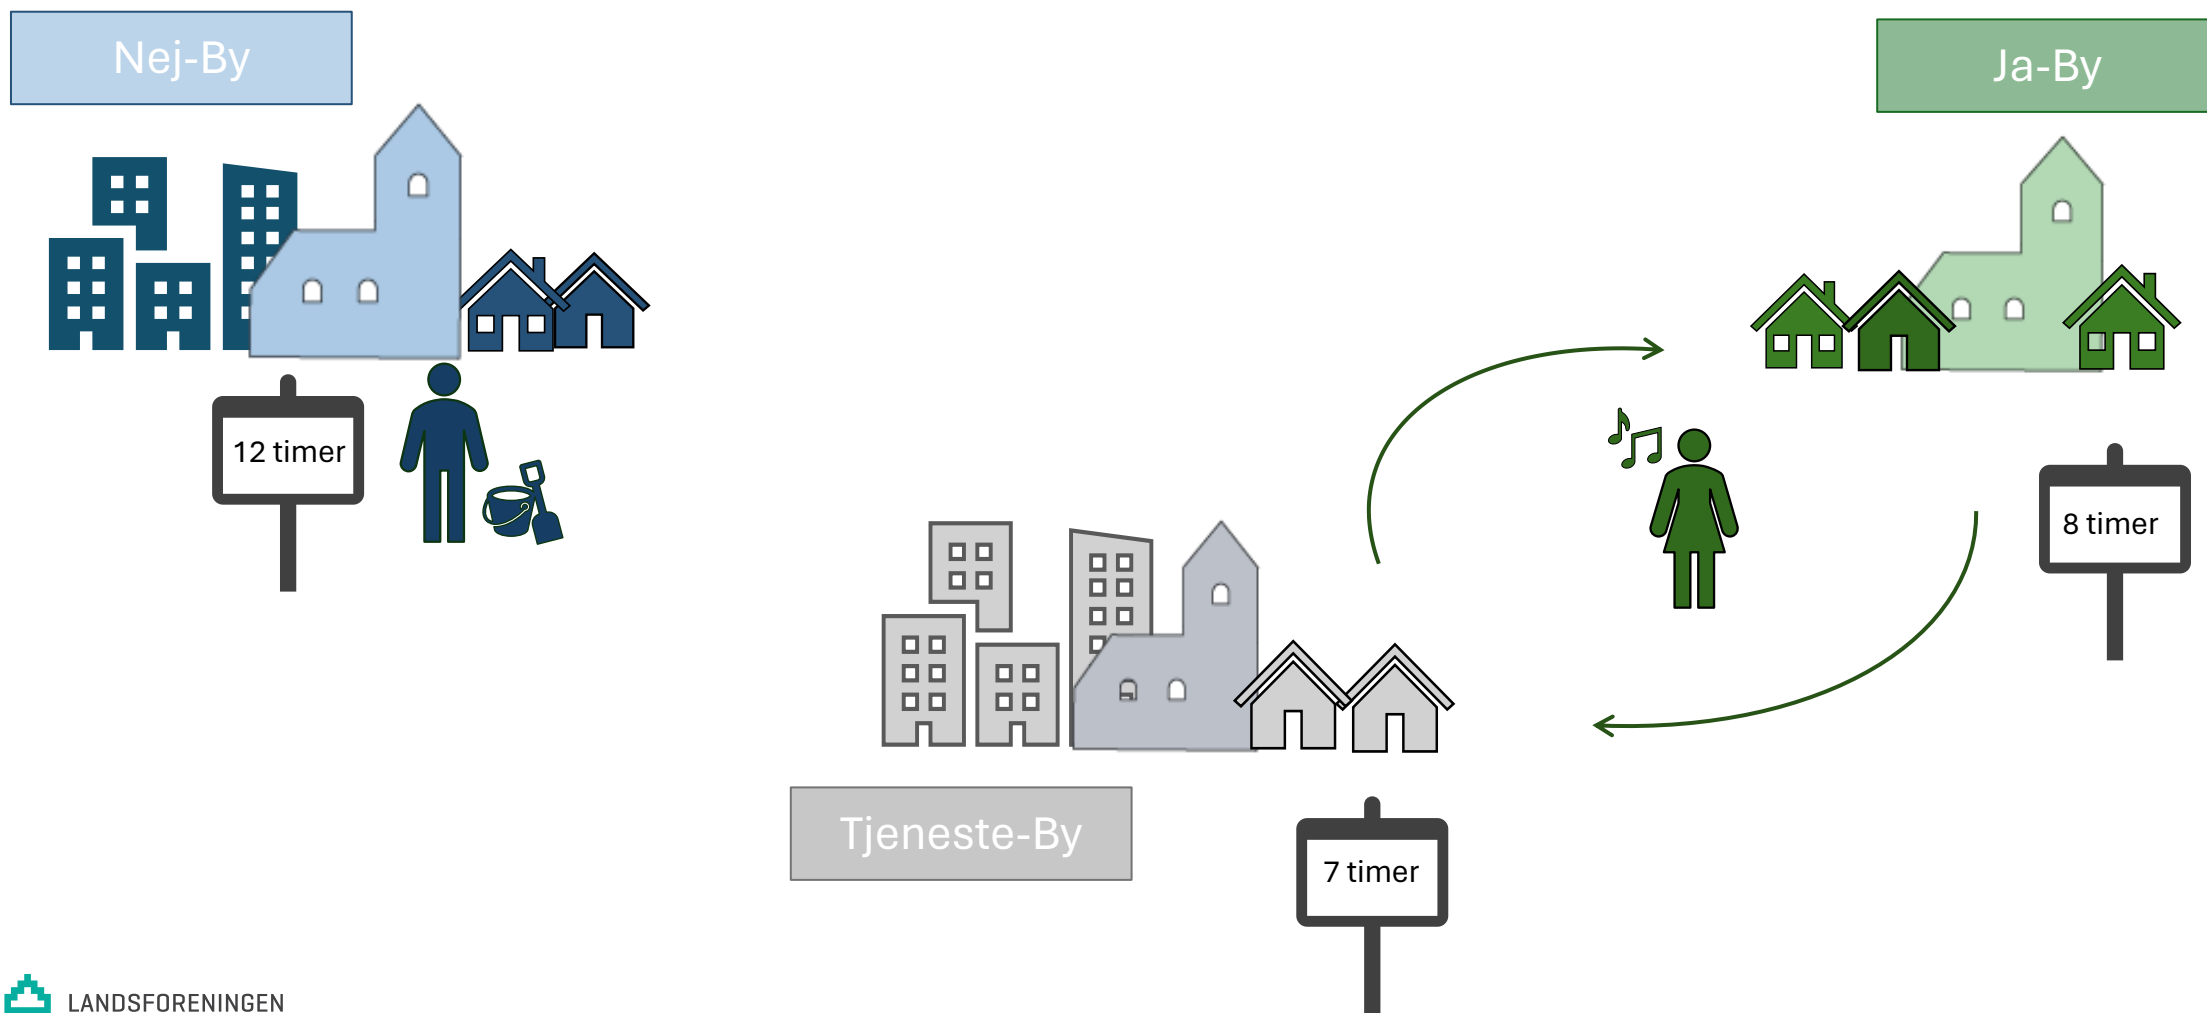 Nej-By
Ja-By
12 timer
8 timer
Tjeneste-By
7 timer
LANDSFORENINGEN